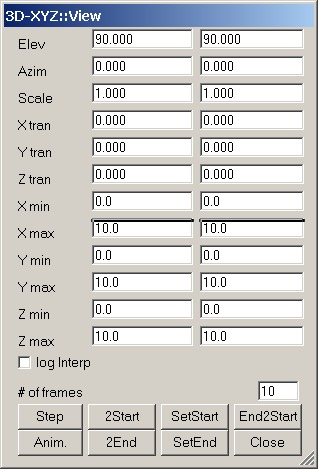 3D-XYZ::View
Elev 90.000 90.000
Azim 0.000 0.000
Scale 1.000 1.000
X tran 0.000 0.000
Y tran 0.000 0.000
Z tran 0.000 0.000
X min 0.0 0.0
X max 10.0 10.0
Y min 0.0 0.0
Y max 10.0 10.0
Z min 0.0 0.0
Z max 10.0 10.0
log Interp
# of frames 10
Step 2Start SetStart End2Start
Anim. 2End SetEnd Close